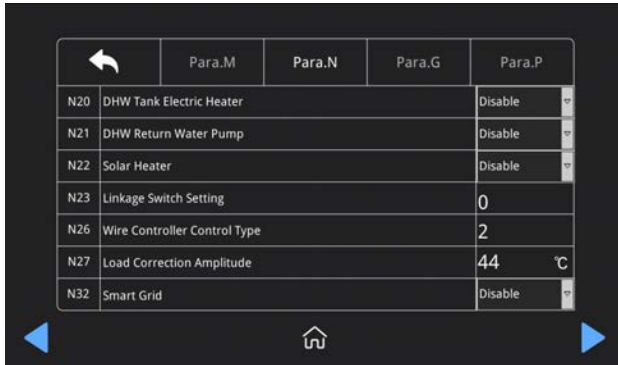 Para.M Para.N Para.G Para.P
N20 DHW Tank Electric Heater Disable
N21 DHW Return Water Pump Disable
N22 Solar Heater Disable
N23 Linkage Switch Setting 0
N26 Wire Controller Control Type 2
N27 Load Correction Amplitude 44 ℃
N32 Smart Grid Disable